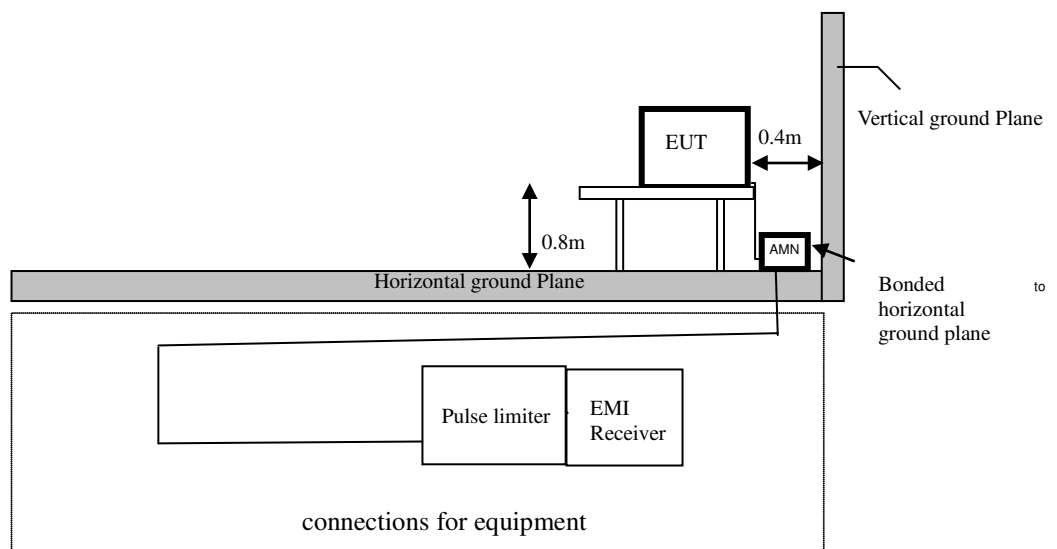 EUT
0.4m
Vertical ground Plane
0.8m
AMN
Horizontal ground Plane
Bonded to
horizontal
ground plane
Pulse limiter
EMI
Receiver
connections for equipment